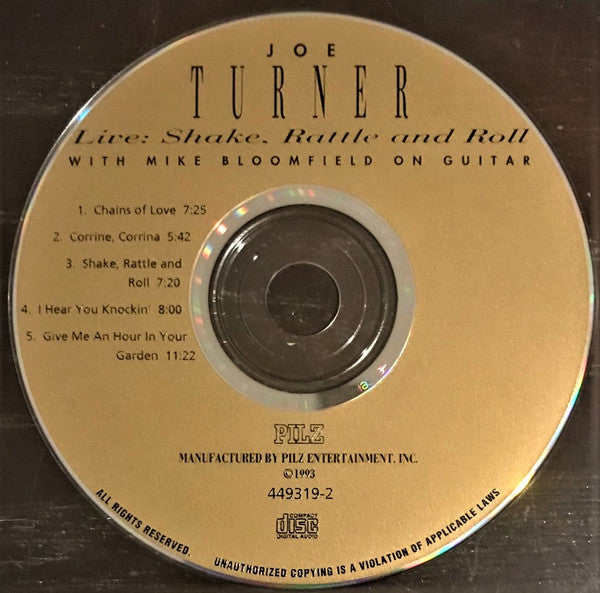 JOE
TURNER
Live: Shake, Rattle and Roll
WITH MIKE BLOOMFIELD ON GUITAR
1. Chains of Love 7:25
2. Corrine, Corrina 5:42
3. Shake, Rattle and
Roll 7:20
4. I Hear You Knockin' 8:00
5. Give Me An Hour In Your
Garden 11:22
PILZ
MANUFACTURED BY PILZ ENTERTAINMENT, INC.
©1993
449319-2
COMPACT
disc
DIGITAL AUDIO
ALL RIGHTS RESERVED.
UNAUTHORIZED COPYING IS A VIOLATION OF APPLICABLE LAWS